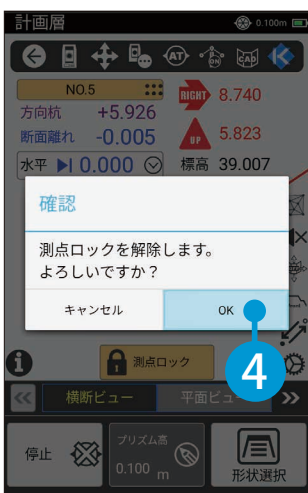 計画層 0.100m
AT ON CAD
NO.5 RIGHT 8.740
方向杭 +5.926
断面離れ -0.005 UP 5.823
水平 0.000 標高 39.007
確認
測点ロックを解除します。
よろしいですか？
キャンセル OK
4
測点ロック
横断ビュー 平面ビュー
停止 プリズム高 0.100 m 形状選択